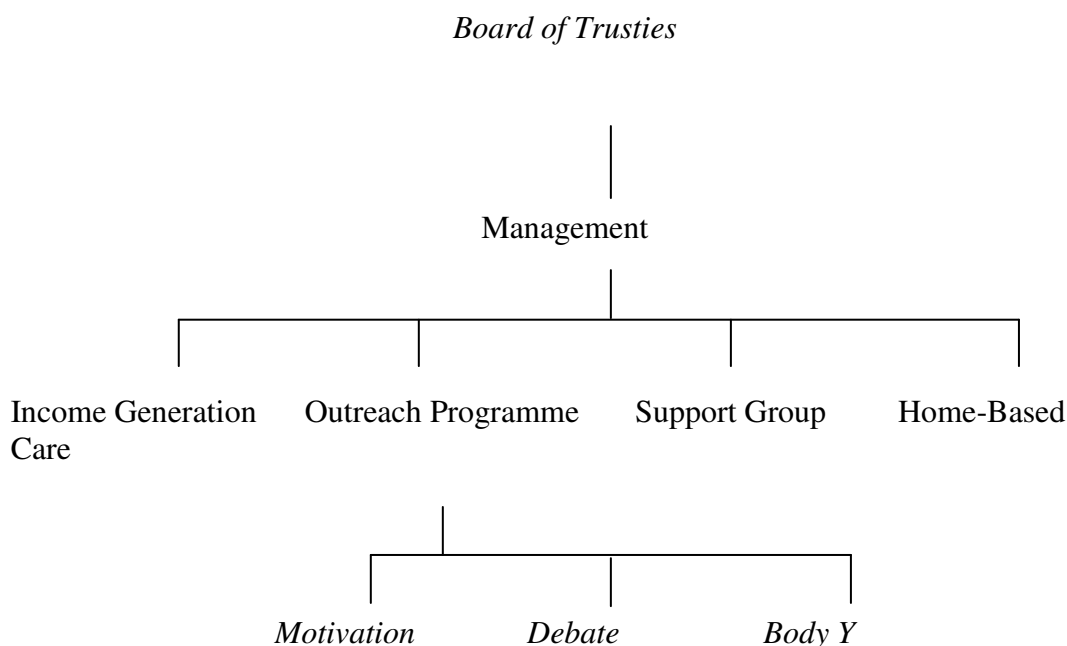 Board of Trusties
Management
Income Generation Outreach Programme Support Group Home-Based
Care
Motivation Debate Body Y